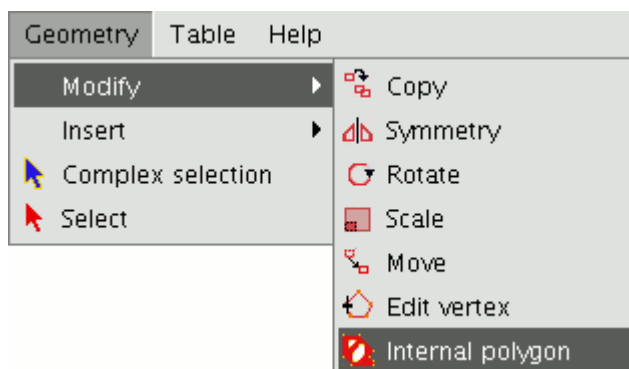 Geometry Table Help
Modify
Insert
Complex selection
Select
Copy
Symmetry
Rotate
Scale
Move
Edit vertex
Internal polygon